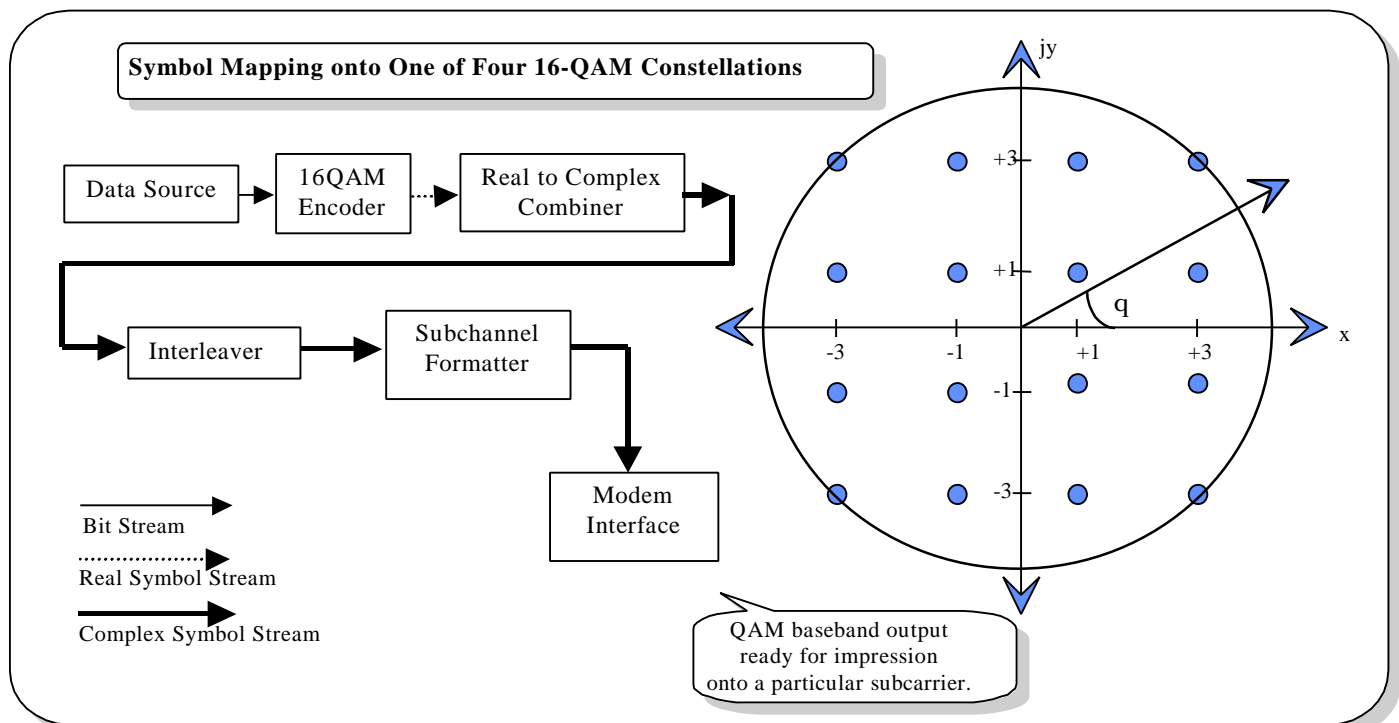 Symbol Mapping onto One of Four 16-QAM Constellations
Data Source
16QAM
Encoder
Real to Complex
Combiner
Interleaver
Subchannel
Formatter
Modem
Interface
Bit Stream
Real Symbol Stream
Complex Symbol Stream
jy
+3
+1
q
x
-3
-1
+1
+3
-1
-3
QAM baseband output
ready for impression
onto a particular subcarrier.